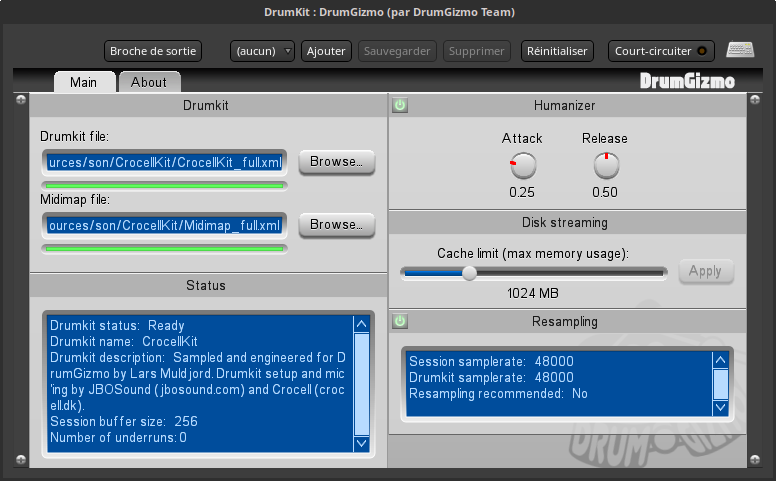 DrumKit : DrumGizmo (par DrumGizmo Team)
Broche de sortie (aucun) Ajouter Sauvegarder Supprimer Réinitialiser Court-circuiter
Main About DrumGizmo
Drumkit
Drumkit file:
urces/son/CrocellKit/CrocellKit_full.xml Browse...
Midimap file:
ources/son/CrocellKit/Midimap_full.xml Browse...
Status
Drumkit status: Ready
Drumkit name: CrocellKit
Drumkit description: Sampled and engineered for D
rumGizmo by Lars Muldjord. Drumkit setup and mic
'ing by JBOSound (jbosound.com) and Crocell (croc
ell.dk).
Session buffer size: 256
Number of underruns: 0
Humanizer
Attack Release
0.25 0.50
Disk streaming
Cache limit (max memory usage):
Apply
1024 MB
Resampling
Session samplerate: 48000
Drumkit samplerate: 48000
Resampling recommended: No
DRUMGIZMO